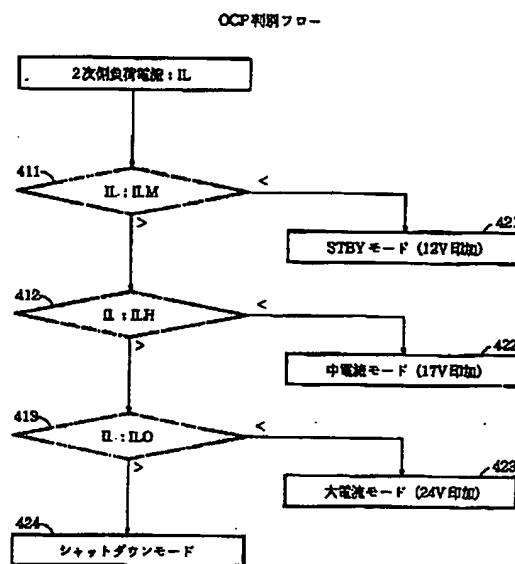 OCP判別フロー
2次側負荷電流：IL
411
IL：ILM
<
>
421
STBYモード（12V印加）
412
IL：ILH
<
>
422
中電流モード（17V印加）
413
IL：ILO
<
>
423
大電流モード（24V印加）
424
シャットダウンモード